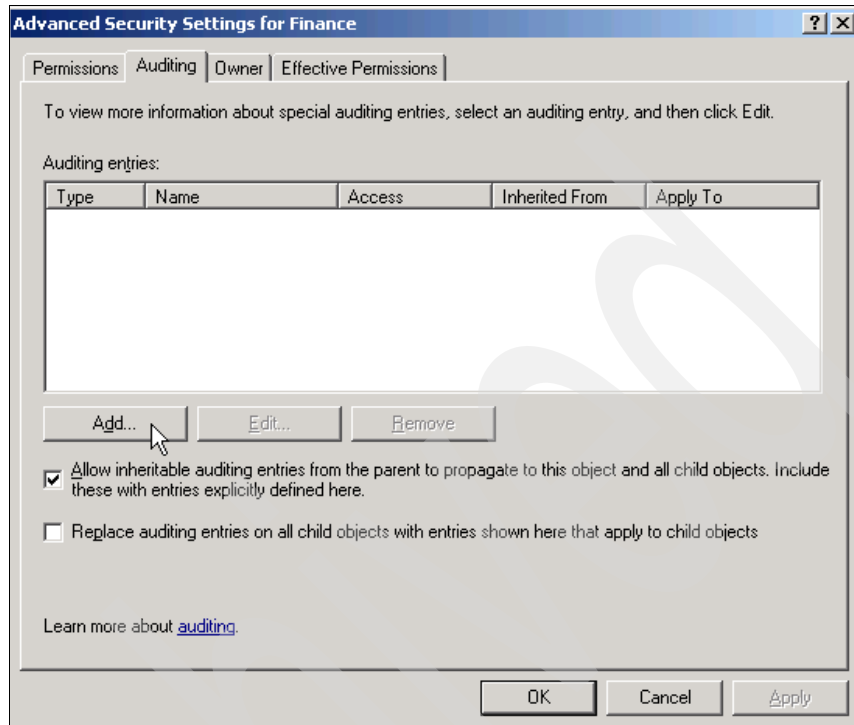 Advanced Security Settings for Finance
Permissions Auditing Owner Effective Permissions
To view more information about special auditing entries, select an auditing entry, and then click Edit.
Auditing entries:
Type Name Access Inherited From Apply To
Add... Edit... Remove
Allow inheritable auditing entries from the parent to propagate to this object and all child objects. Include
these with entries explicitly defined here.
Replace auditing entries on all child objects with entries shown here that apply to child objects
Learn more about auditing.
OK Cancel Apply